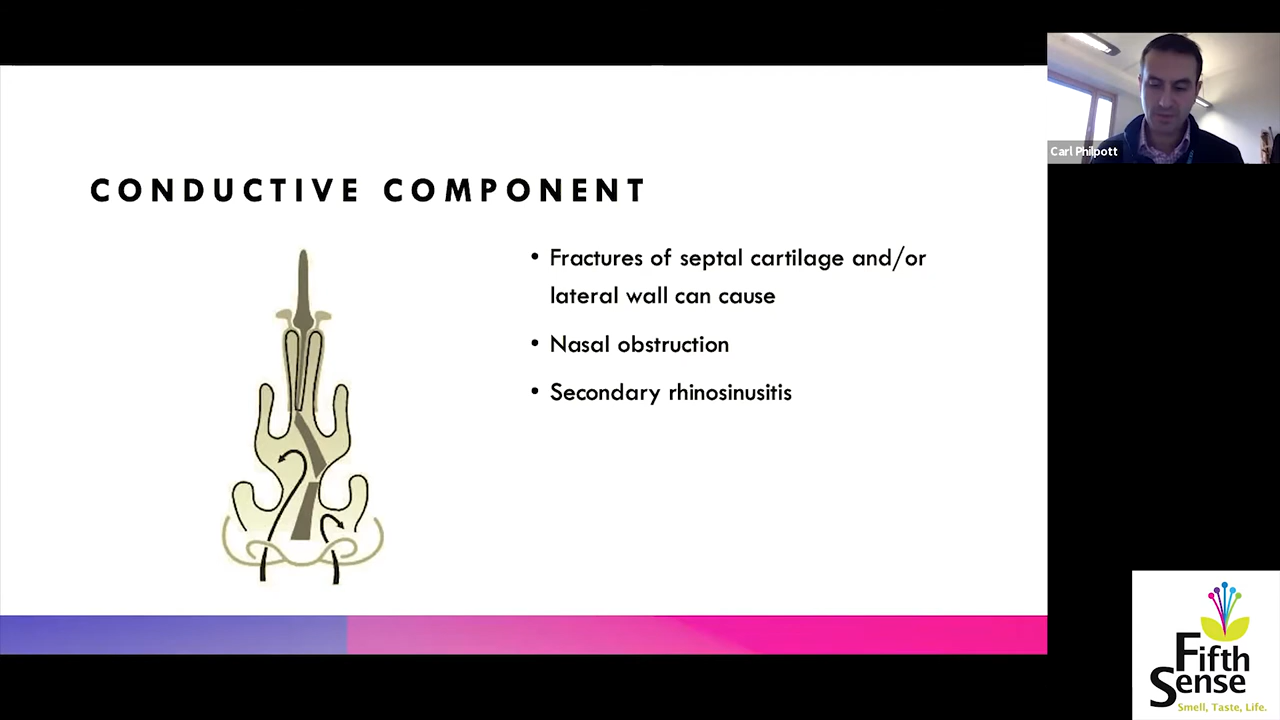 Carl Philpott
CONDUCTIVE COMPONENT
• Fractures of septal cartilage and/or
lateral wall can cause
• Nasal obstruction
• Secondary rhinosinusitis
Fifth
Sense
Smell, Taste, Life.